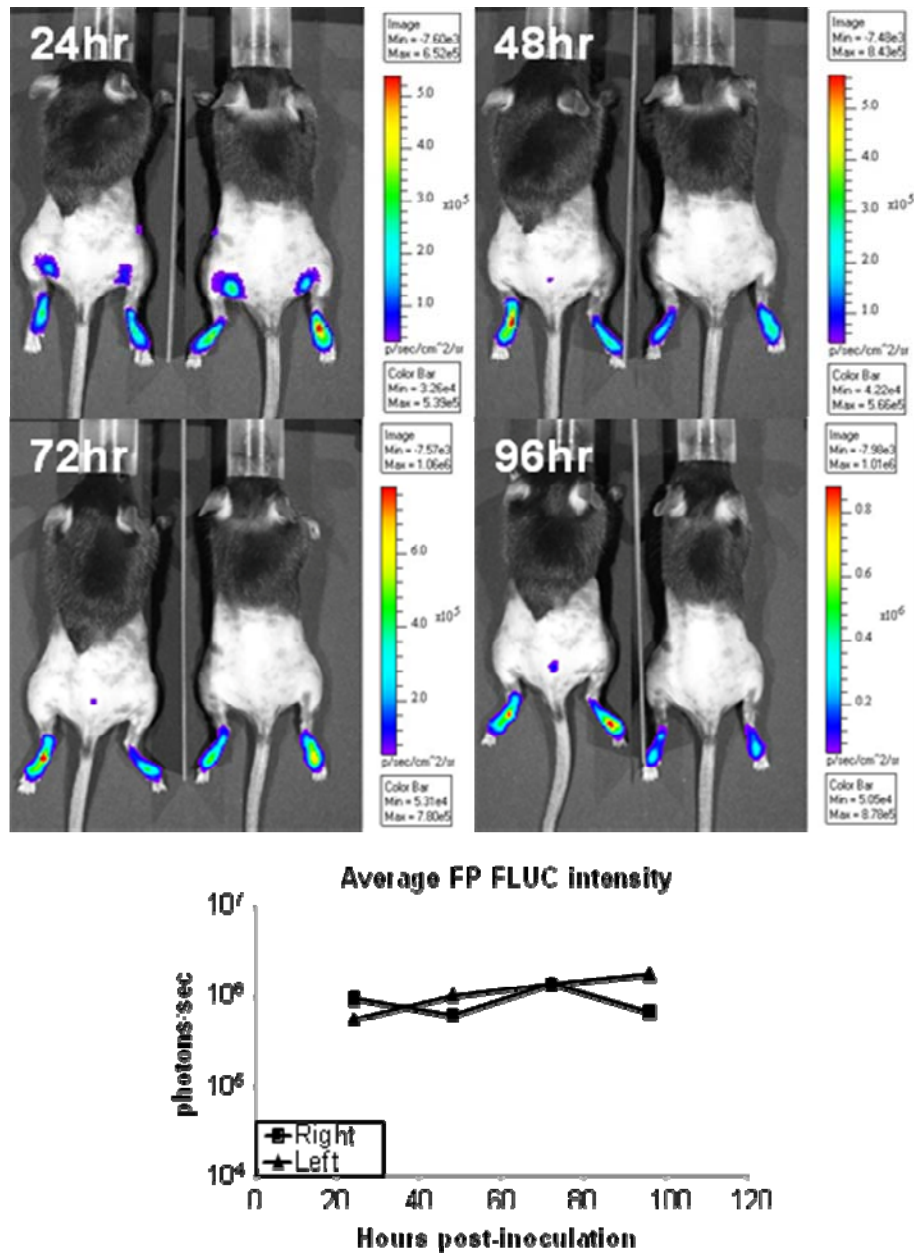 24hr
Image
Min = -7.60e3
Max = 6.52e5
5.0
4.0
3.0
x10^5
2.0
1.0
p/sec/cm^2/sr
Color Bar
Min = 3.26e4
Max = 5.39e5
48hr
Image
Min = -7.48e3
Max = 8.43e5
5.0
4.0
x10^5
3.0
2.0
1.0
p/sec/cm^2/sr
Color Bar
Min = 4.22e4
Max = 5.66e5
72hr
Image
Min = -7.57e3
Max = 1.06e6
6.0
x10^5
4.0
2.0
p/sec/cm^2/sr
Color Bar
Min = 5.31e4
Max = 7.80e5
96hr
Image
Min = -7.98e3
Max = 1.01e6
0.8
0.6
x10^6
0.4
0.2
p/sec/cm^2/sr
Color Bar
Min = 5.05e4
Max = 8.78e5
Average FP FLUC intensity
10^7
10^6
10^5
10^4
photons·sec
Right
Left
0 20 40 60 80 100 120
Hours post-inoculation